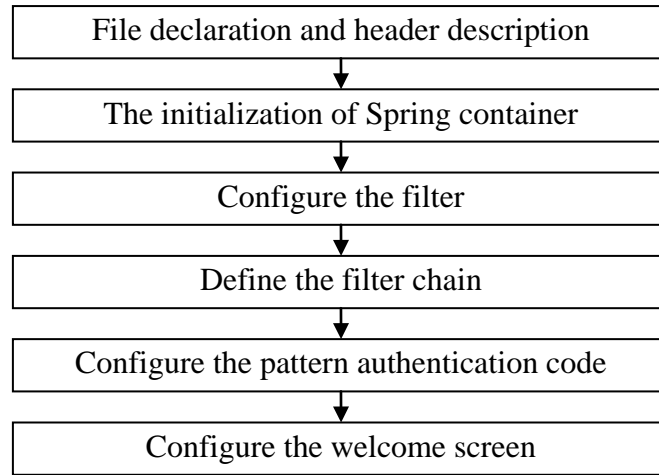 File declaration and header description
The initialization of Spring container
Configure the filter
Define the filter chain
Configure the pattern authentication code
Configure the welcome screen